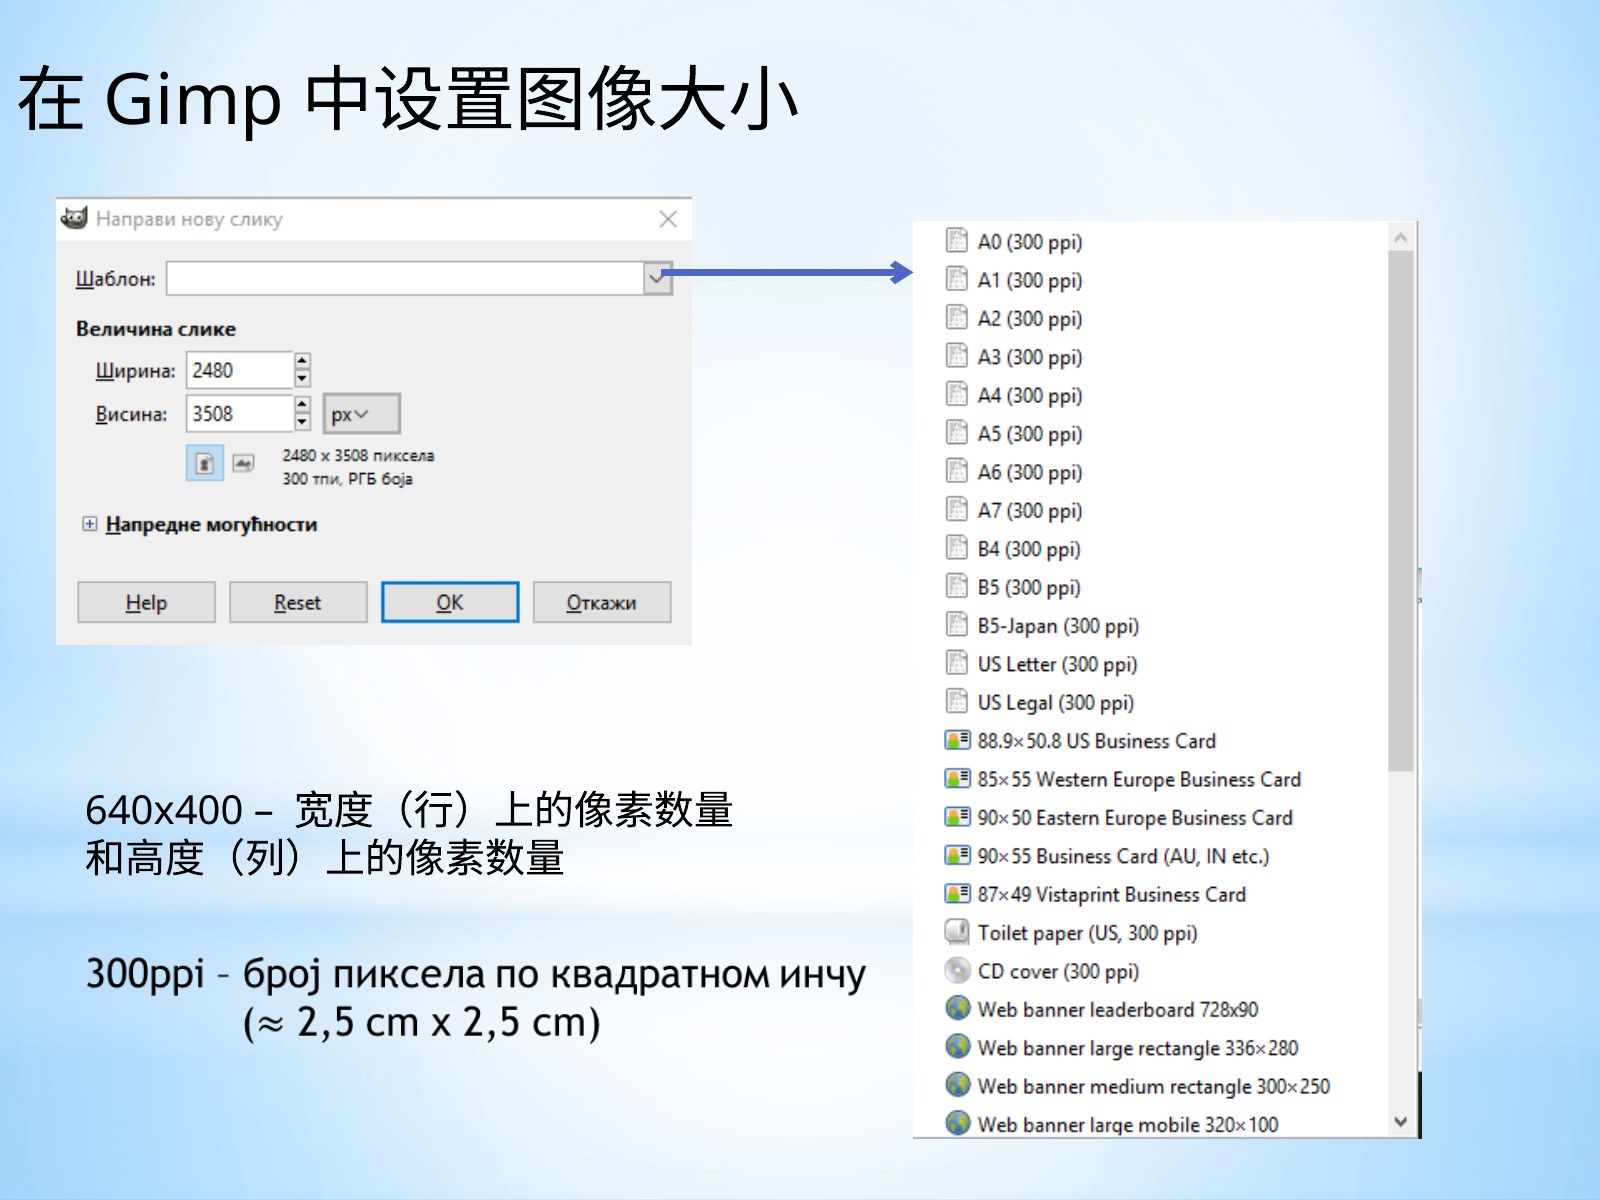 在 Gimp 中设置图像大小
Направи нову слику
Шаблон:
Величина слике
Ширина: 2480
Висина: 3508 px
2480 x 3508 пиксела
300 тпи, РГБ боја
Напредне могућности
Help Reset OK Откажи
640x400 – 宽度（行）上的像素数量
和高度（列）上的像素数量
300ppi – број пиксела по квадратном инчу
(≈ 2,5 cm x 2,5 cm)
A0 (300 ppi)
A1 (300 ppi)
A2 (300 ppi)
A3 (300 ppi)
A4 (300 ppi)
A5 (300 ppi)
A6 (300 ppi)
A7 (300 ppi)
B4 (300 ppi)
B5 (300 ppi)
B5-Japan (300 ppi)
US Letter (300 ppi)
US Legal (300 ppi)
88.9×50.8 US Business Card
85×55 Western Europe Business Card
90×50 Eastern Europe Business Card
90×55 Business Card (AU, IN etc.)
87×49 Vistaprint Business Card
Toilet paper (US, 300 ppi)
CD cover (300 ppi)
Web banner leaderboard 728x90
Web banner large rectangle 336×280
Web banner medium rectangle 300×250
Web banner large mobile 320×100